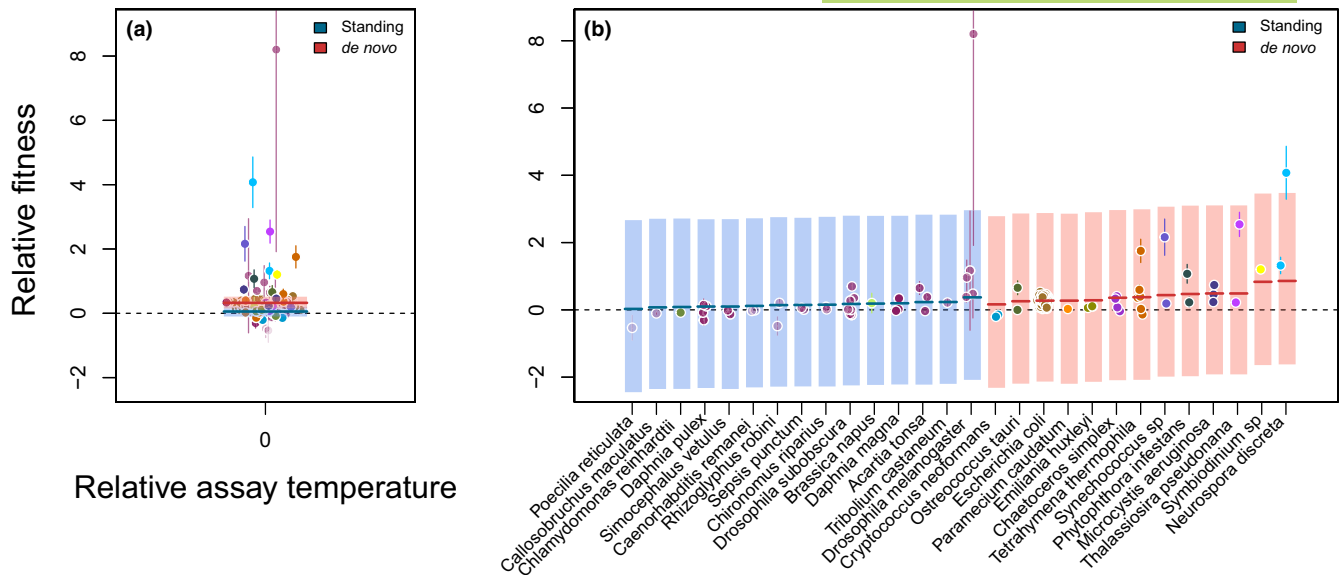 (a)
Standing
de novo
8
6
4
2
0
−2
Relative fitness
0
Relative assay temperature
(b)
Standing
de novo
8
6
4
2
0
−2
Poecilia reticulata
Callosobruchus maculatus
Chlamydomonas reinhardtii
Daphnia pulex
Simocephalus vetulus
Caenorhabditis remanei
Rhizoglyphus robini
Sepsis punctum
Chironomus riparius
Drosophila subobscura
Brassica napus
Daphnia magna
Acartia tonsa
Tribolium castaneum
Drosophila melanogaster
Cryptococcus neoformans
Ostreococcus tauri
Escherichia coli
Paramecium caudatum
Emiliania huxleyi
Chaetoceros simplex
Tetrahymena thermophila
Synechococcus sp
Phytophthora infestans
Microcystis aeruginosa
Thalassiosira pseudonana
Symbiodinium sp
Neurospora discreta